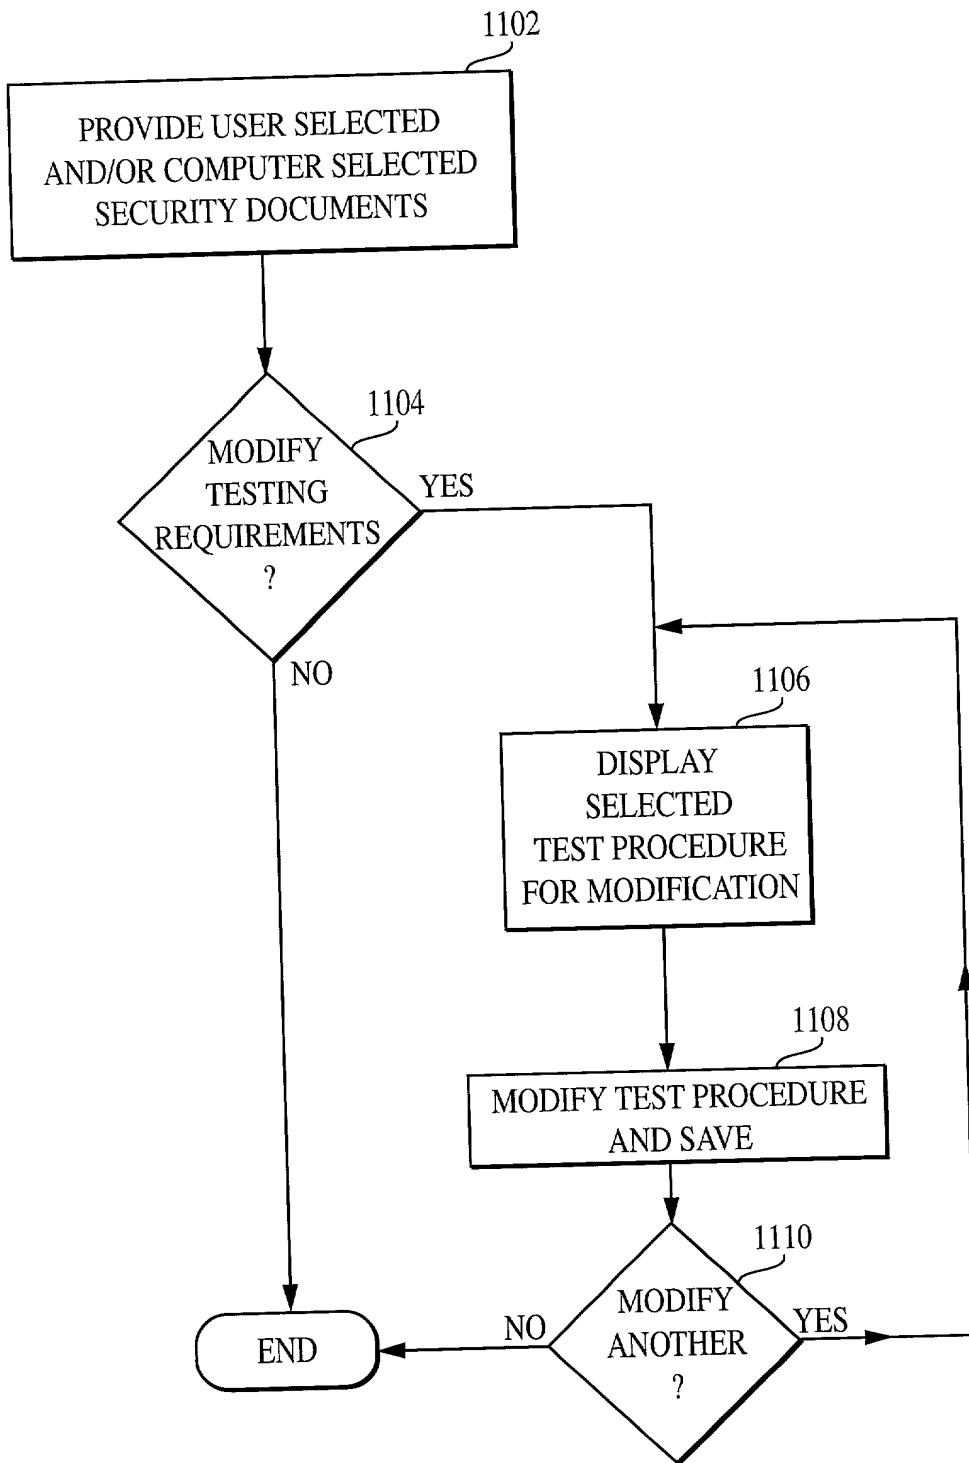 1102
PROVIDE USER SELECTED
AND/OR COMPUTER SELECTED
SECURITY DOCUMENTS
1104
MODIFY
TESTING
REQUIREMENTS
?
YES
NO
1106
DISPLAY
SELECTED
TEST PROCEDURE
FOR MODIFICATION
1108
MODIFY TEST PROCEDURE
AND SAVE
1110
MODIFY
ANOTHER
?
YES
NO
END